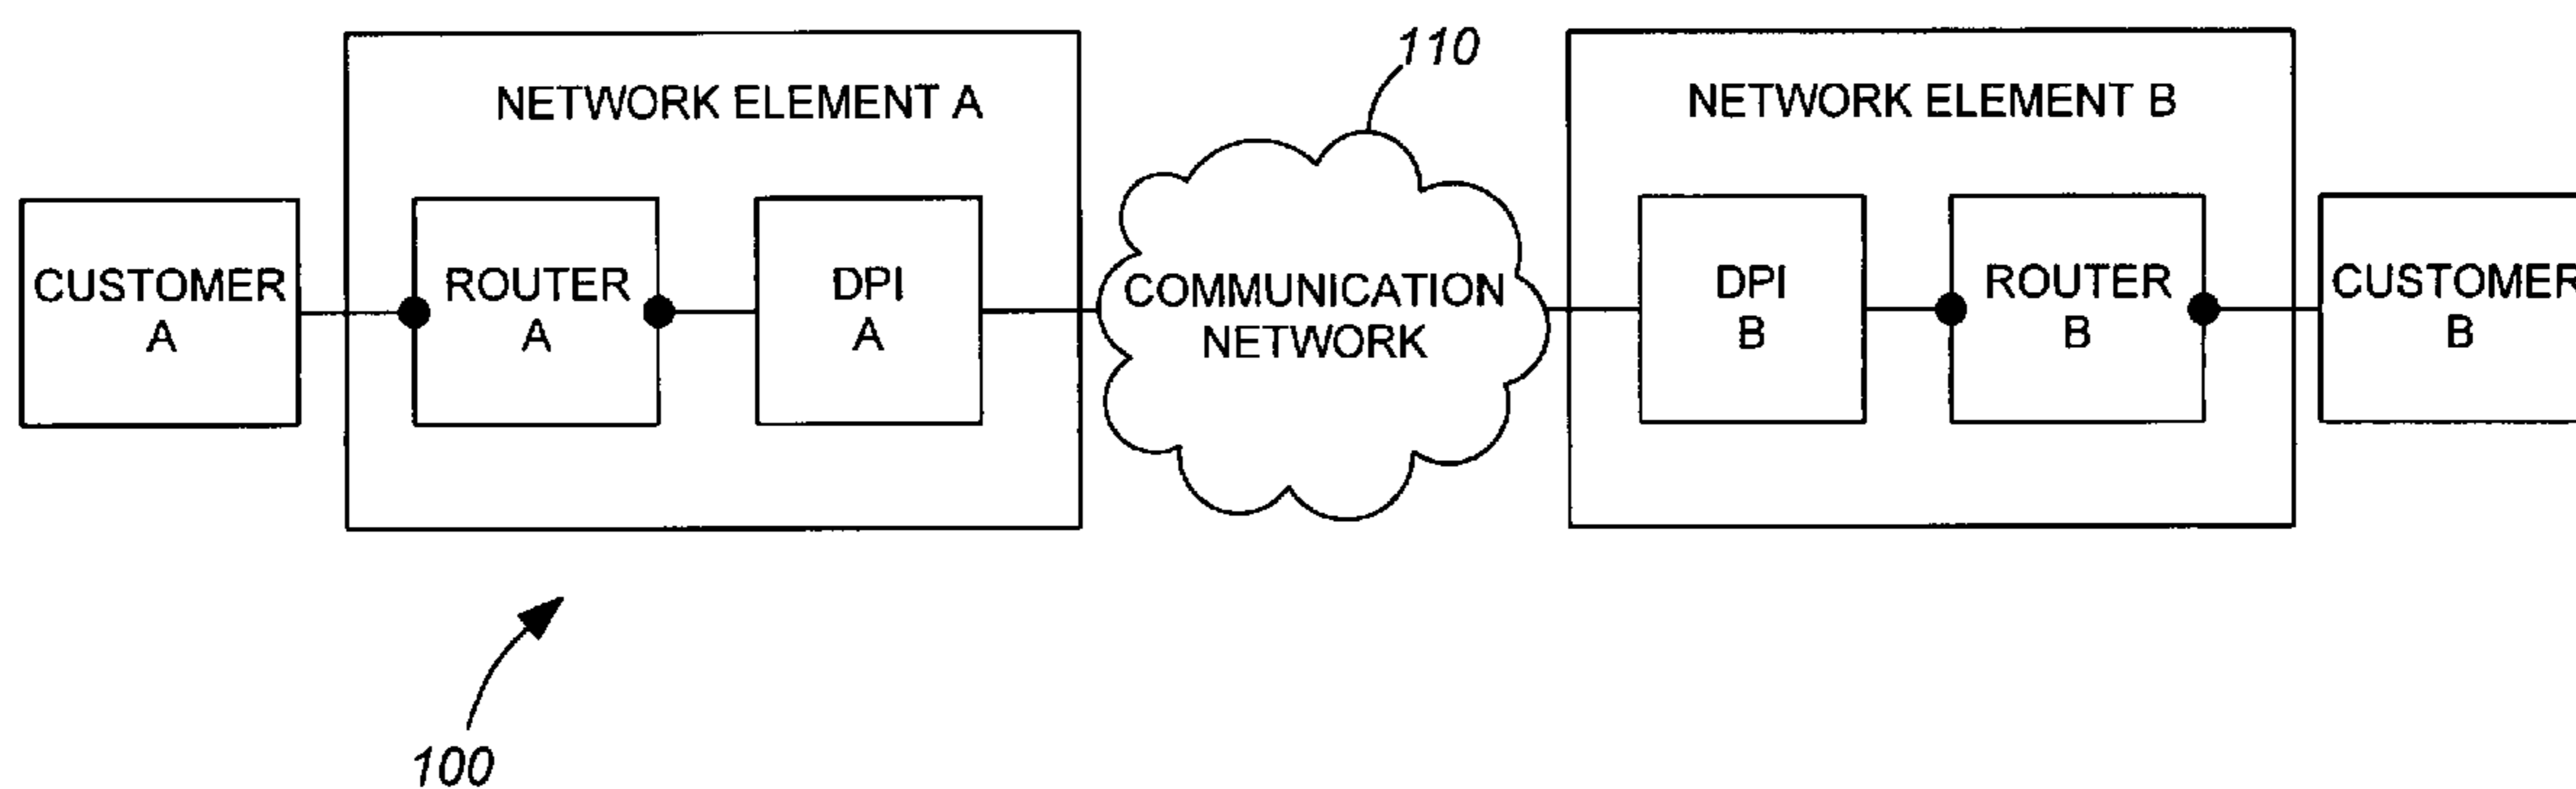 110
NETWORK ELEMENT A
NETWORK ELEMENT B
CUSTOMER
A
ROUTER
A
DPI
A
COMMUNICATION
NETWORK
DPI
B
ROUTER
B
CUSTOMER
B
100